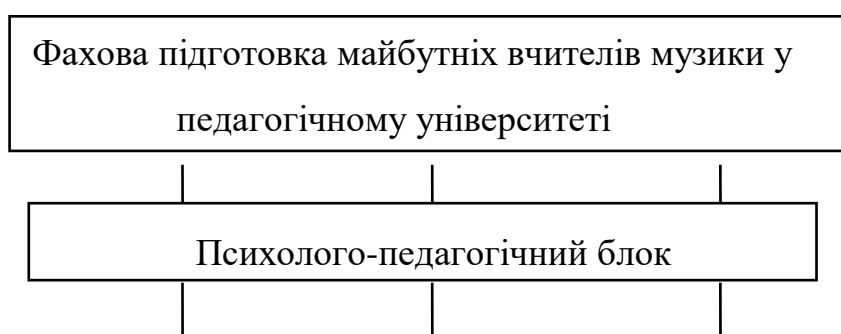 Фахова підготовка майбутніх вчителів музики у
педагогічному університеті
Психолого-педагогічний блок